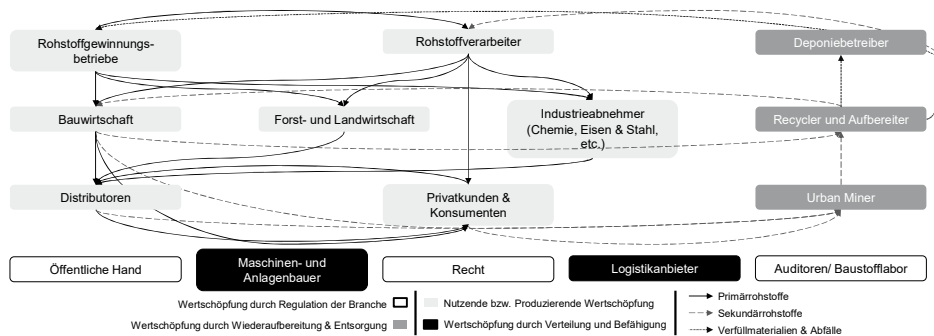 Rohstoffgewinnungs-
betriebe
Rohstoffverarbeiter
Deponiebetreiber
Bauwirtschaft
Forst- und Landwirtschaft
Industrieabnehmer
(Chemie, Eisen & Stahl,
etc.)
Recycler und Aufbereiter
Distributoren
Privatkunden &
Konsumenten
Urban Miner
Öffentliche Hand
Maschinen- und
Anlagenbauer
Recht
Logistikanbieter
Auditoren/ Baustofflabor
Wertschöpfung durch Regulation der Branche
Wertschöpfung durch Wiederaufbereitung & Entsorgung
Nutzende bzw. Produzierende Wertschöpfung
Wertschöpfung durch Verteilung und Befähigung
Primärrohstoffe
Sekundärrohstoffe
Verfüllmaterialien & Abfälle